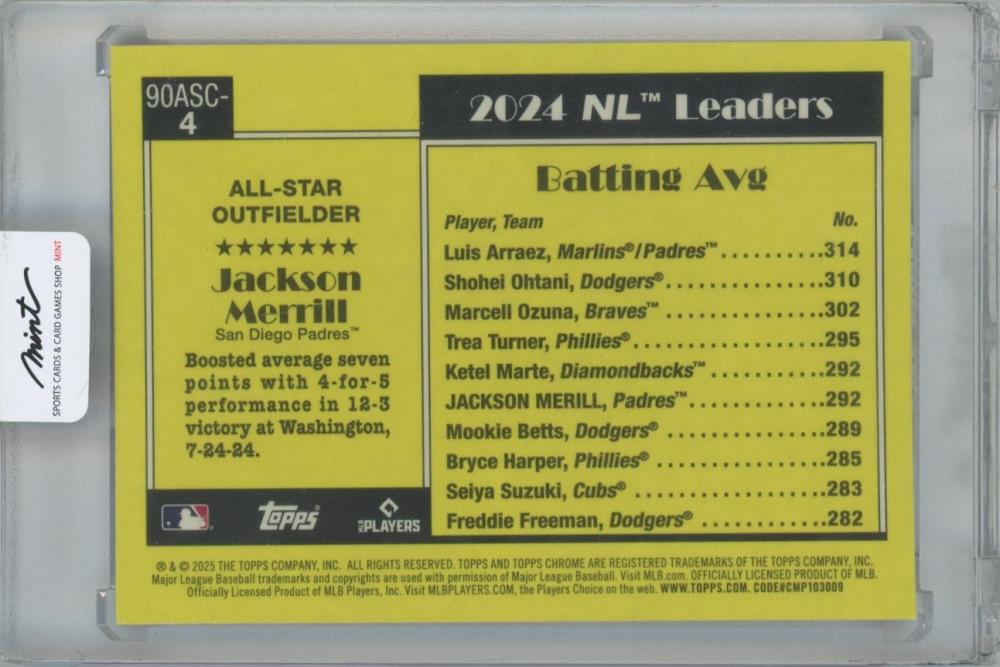 90ASC-
4
ALL-STAR
OUTFIELDER
★★★★★★★
Jackson
Merrill
San Diego Padres™
Boosted average seven
points with 4-for-5
performance in 12-3
victory at Washington,
7-24-24.
Topps®
MLB PLAYERS
2024 NL™ Leaders
Batting Avg
Player, Team No.
Luis Arraez, Marlins®/Padres™ ..........314
Shohei Ohtani, Dodgers® ................310
Marcell Ozuna, Braves™ ................302
Trea Turner, Phillies® ...................295
Ketel Marte, Diamondbacks™ ...........292
JACKSON MERILL, Padres™ .............292
Mookie Betts, Dodgers® ................289
Bryce Harper, Phillies® .................285
Seiya Suzuki, Cubs® ...................283
Freddie Freeman, Dodgers® ............282
® & © 2025 THE TOPPS COMPANY, INC. ALL RIGHTS RESERVED. TOPPS AND TOPPS CHROME ARE REGISTERED TRADEMARKS OF THE TOPPS COMPANY, INC.
Major League Baseball trademarks and copyrights are used with permission of Major League Baseball. Visit MLB.com. OFFICIALLY LICENSED PRODUCT OF MLB.
Officially Licensed Product of MLB Players, Inc. Visit MLBPLAYERS.COM, the Players Choice on the web. WWW.TOPPS.COM. CODE#CMP103009
mint
SPORTS CARDS & CARD GAMES SHOP MINT